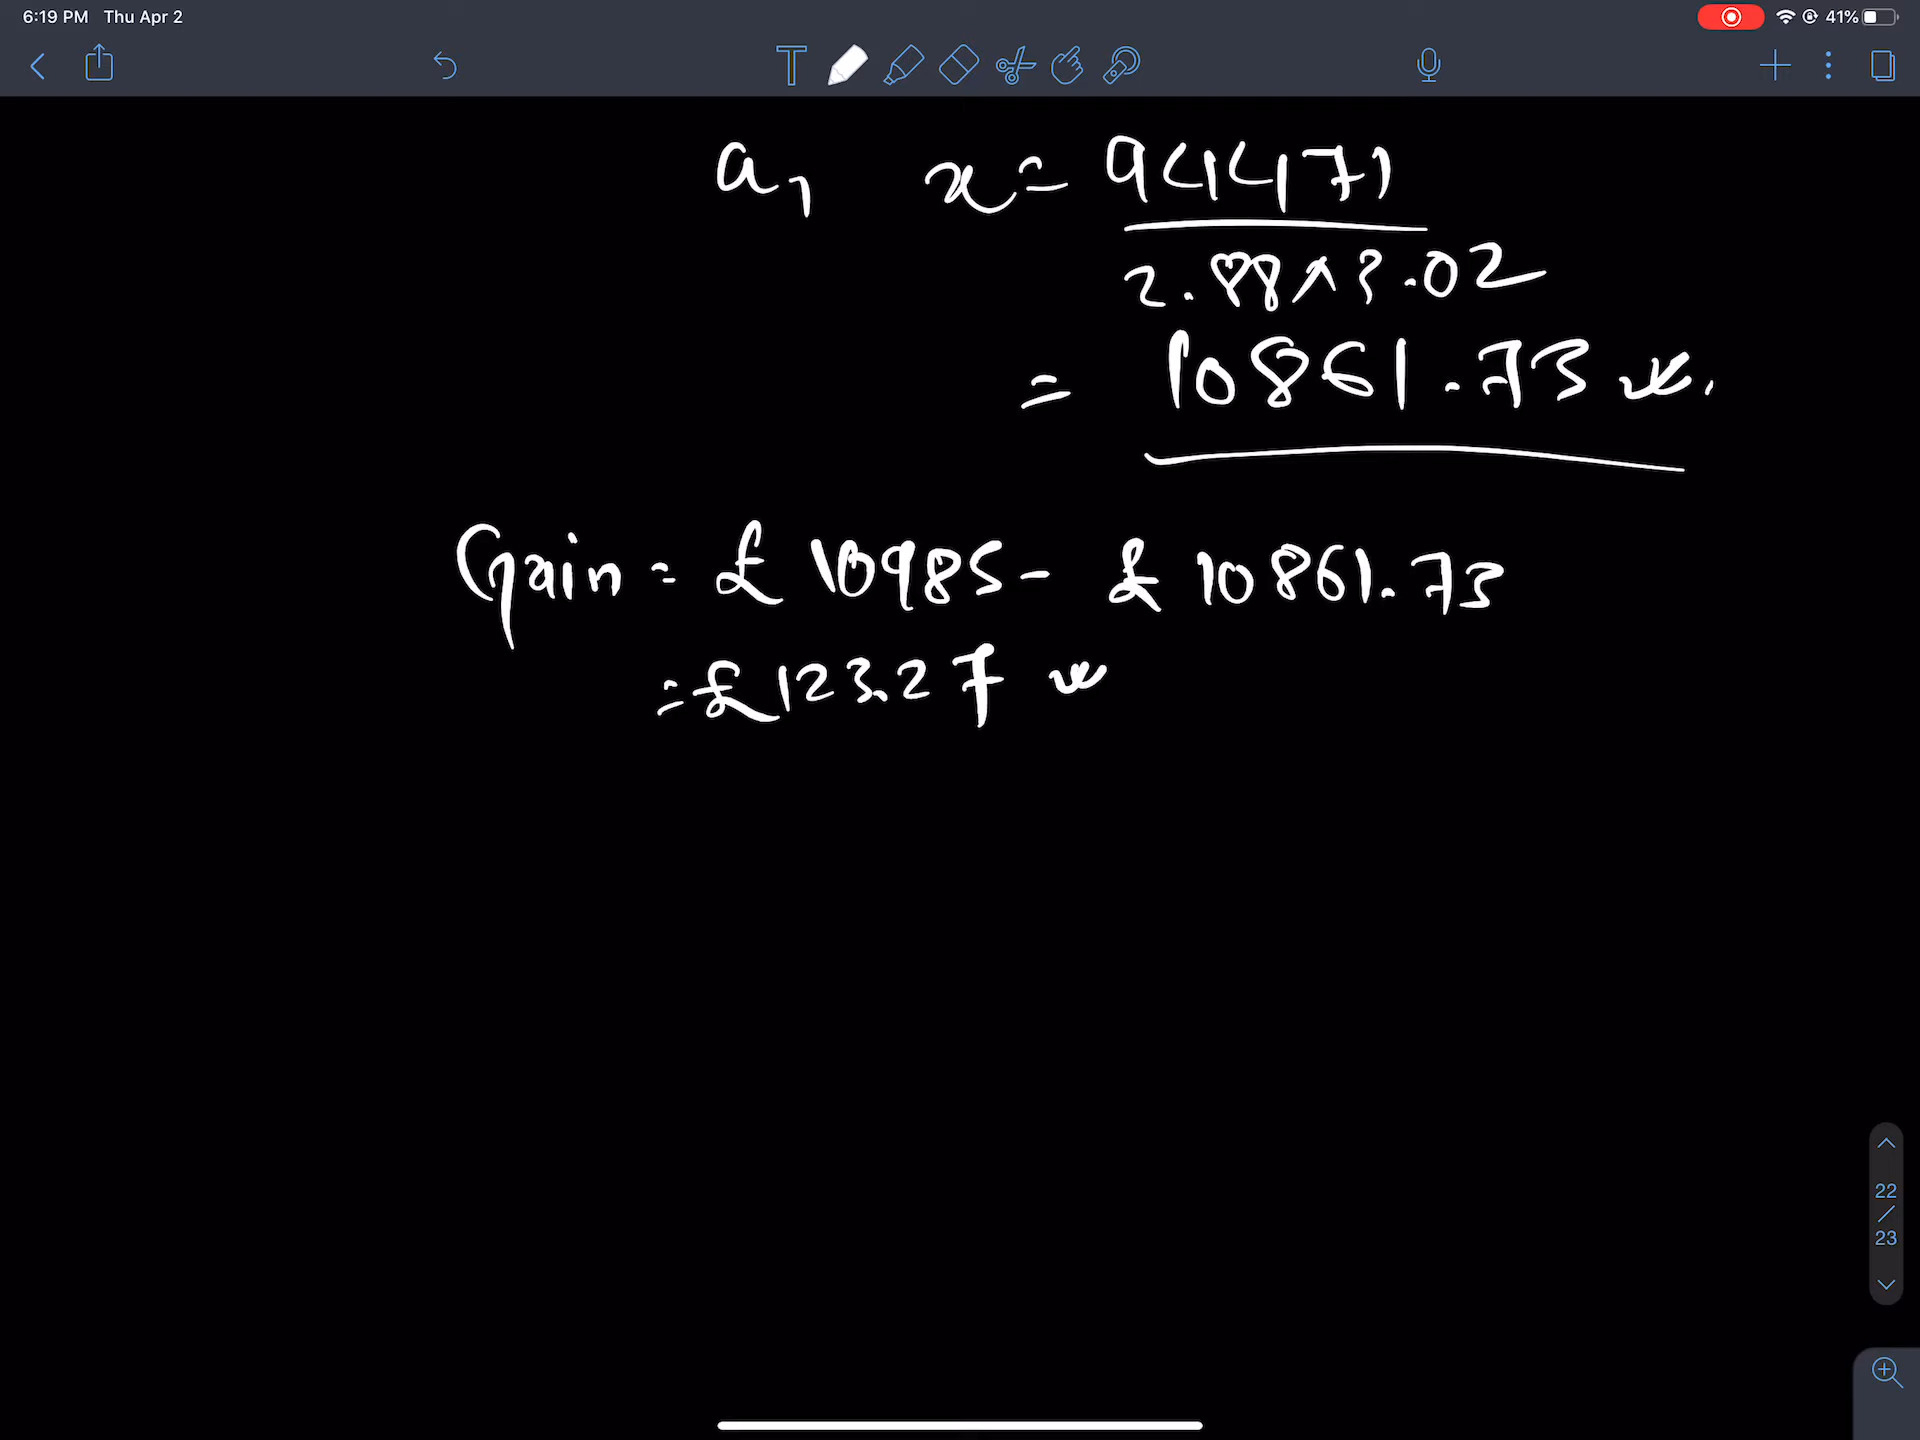 6:19 PM Thu Apr 2
41%
T
a, x = 94471
2.88 × 3.02
= 10861.73
Gain = £ 10985 - £ 10861.73
= £ 123.27
22
/
23